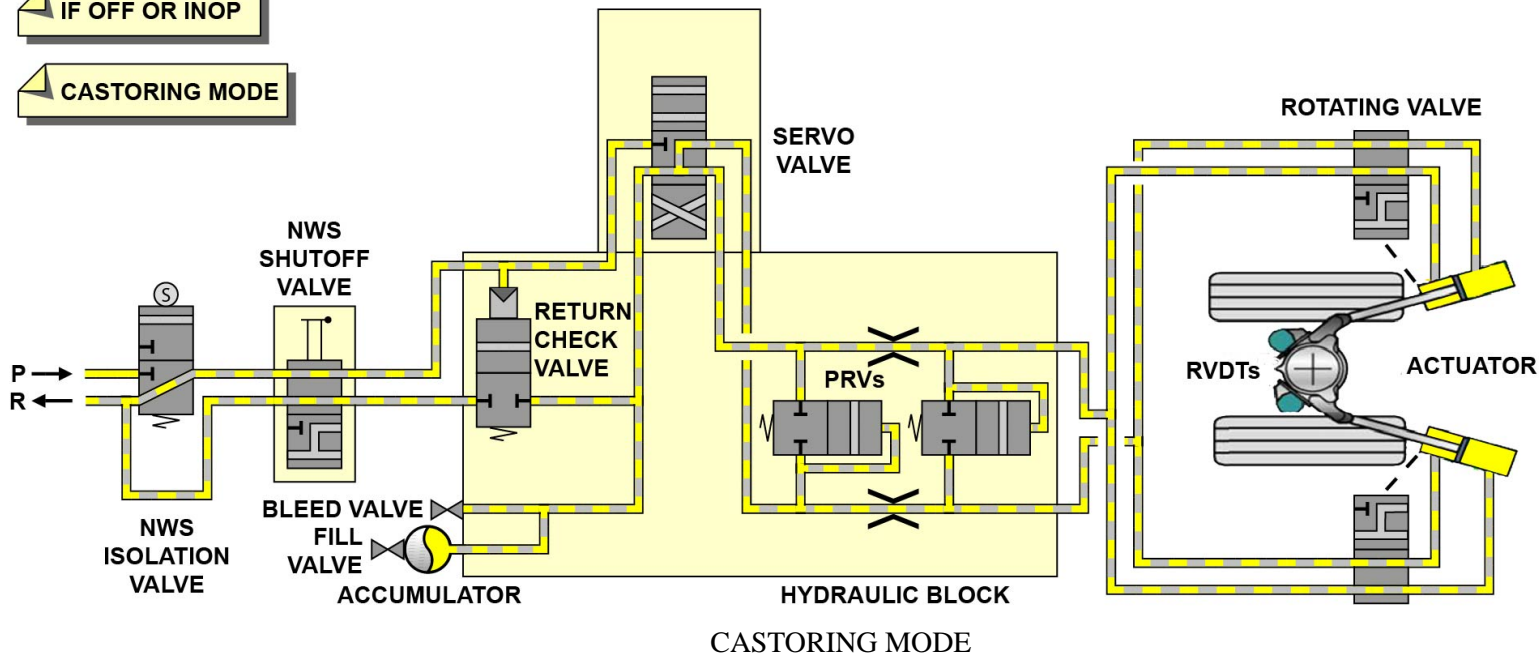 IF OFF OR INOP
CASTORING MODE
SERVO
VALVE
ROTATING VALVE
NWS
SHUTOFF
VALVE
S
RETURN
CHECK
VALVE
P
R
PRVs
RVDTs
ACTUATOR
BLEED VALVE
FILL
VALVE
NWS
ISOLATION
VALVE
ACCUMULATOR
HYDRAULIC BLOCK
CASTORING MODE